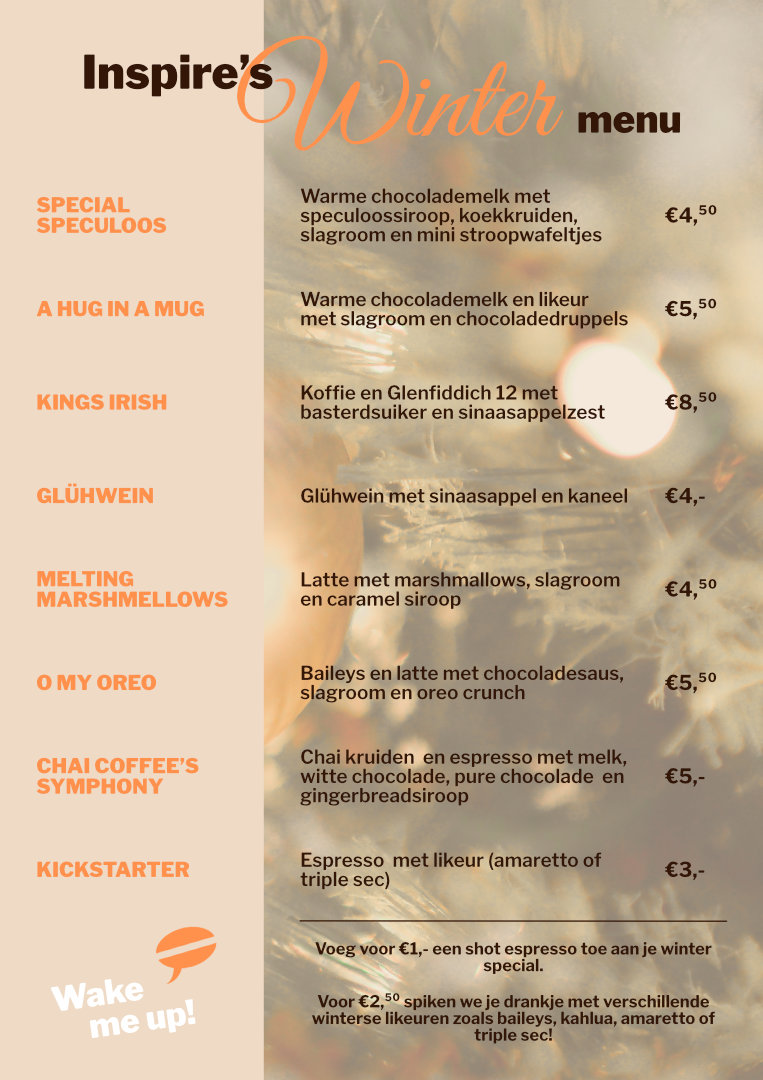 Inspire's Winter menu
SPECIAL
SPECULOOS
Warme chocolademelk met
speculoossiroop, koekkruiden,
slagroom en mini stroopwafeltjes
€4,50
A HUG IN A MUG
Warme chocolademelk en likeur
met slagroom en chocoladedruppels
€5,50
KINGS IRISH
Koffie en Glenfiddich 12 met
basterdsuiker en sinaasappelzest
€8,50
GLÜHWEIN
Glühwein met sinaasappel en kaneel
€4,-
MELTING
MARSHMELLOWS
Latte met marshmallows, slagroom
en caramel siroop
€4,50
O MY OREO
Baileys en latte met chocoladesaus,
slagroom en oreo crunch
€5,50
CHAI COFFEE'S
SYMPHONY
Chai kruiden en espresso met melk,
witte chocolade, pure chocolade en
gingerbreadsiroop
€5,-
KICKSTARTER
Espresso met likeur (amaretto of
triple sec)
€3,-
Voeg voor €1,- een shot espresso toe aan je winter
special.
Voor €2,50 spiken we je drankje met verschillende
winterse likeuren zoals baileys, kahlua, amaretto of
triple sec!
Wake
me up!